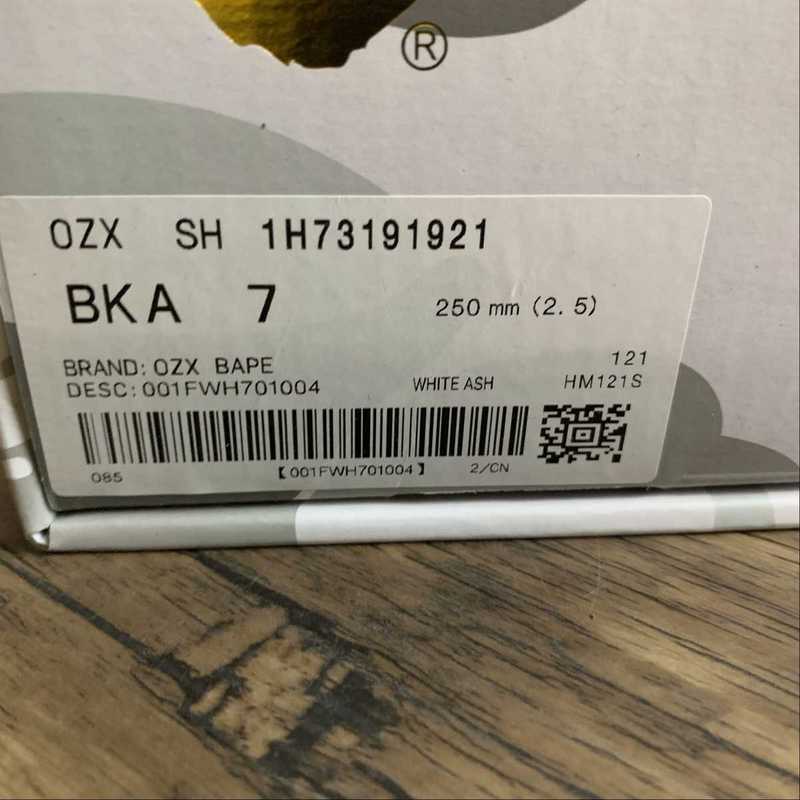 ®
OZX SH 1H73191921
BKA 7 250 mm (2.5)
121
BRAND: OZX BAPE
DESC:001FWH701004 WHITE ASH HM121S
085 【001FWH701004】 2/CN